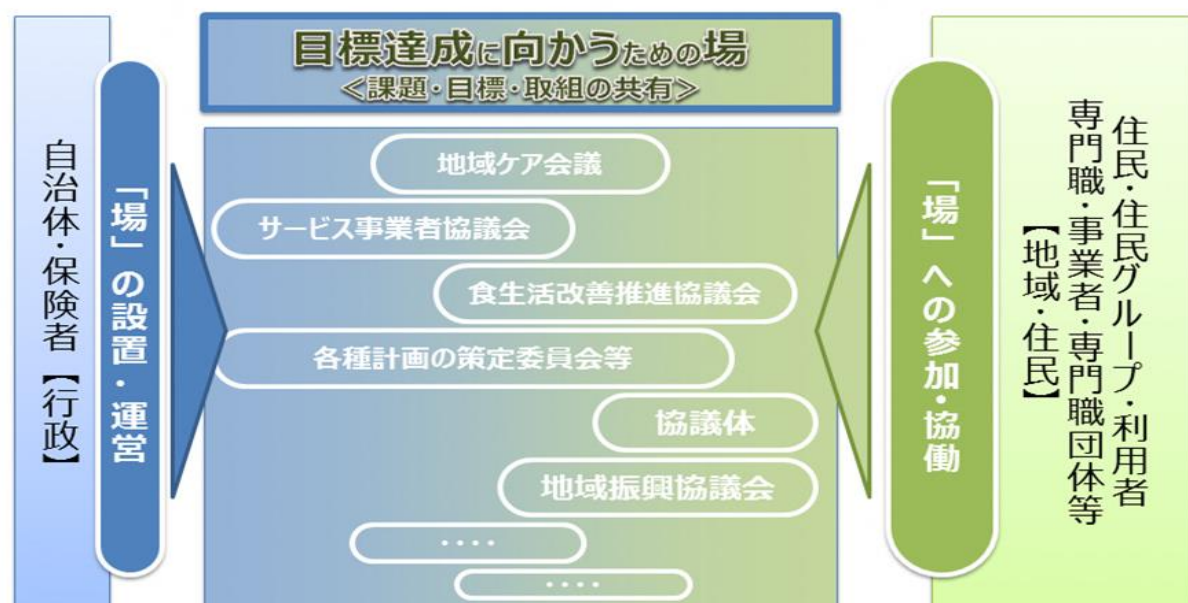 目標達成に向かうための場
<課題・目標・取組の共有>
自治体・保険者【行政】
「場」の設置・運営
地域ケア会議
サービス事業者協議会
食生活改善推進協議会
各種計画の策定委員会等
協議体
地域振興協議会
・・・・
・・・・
「場」への参加・協働
住民・住民グループ・利用者
専門職・事業者・専門職団体等
【地域・住民】